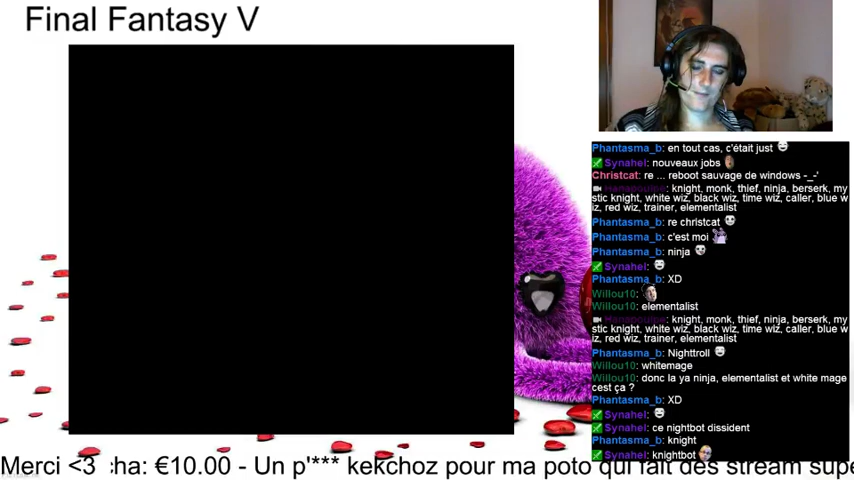 Final Fantasy V
Phantasma_b: en tout cas, c'était just
Synahel: nouveaux jobs
Christcat: re ... reboot sauvage de windows -_-'
knight, monk, thief, ninja, berserk, my
stic knight, white wiz, black wiz, time wiz, caller, blue w
iz, red wiz, trainer, elementalist
Phantasma_b: re christcat
Phantasma_b: c'est moi
Phantasma_b: ninja
Synahel:
Phantasma_b: XD
Willou10:
Willou10: elementalist
knight, monk, thief, ninja, berserk, my
stic knight, white wiz, black wiz, time wiz, caller, blue w
iz, red wiz, trainer, elementalist
Phantasma_b: Nighttroll
Willou10: whitemage
Willou10: donc la ya ninja, elementalist et white mage
cest ça ?
Phantasma_b: XD
Synahel:
Synahel: ce nightbot dissident
Phantasma_b: knight
Synahel: knightbot
Merci <3 :ha: €10.00 - Un p'*** kekchoz pour ma poto qui fait des stream supe